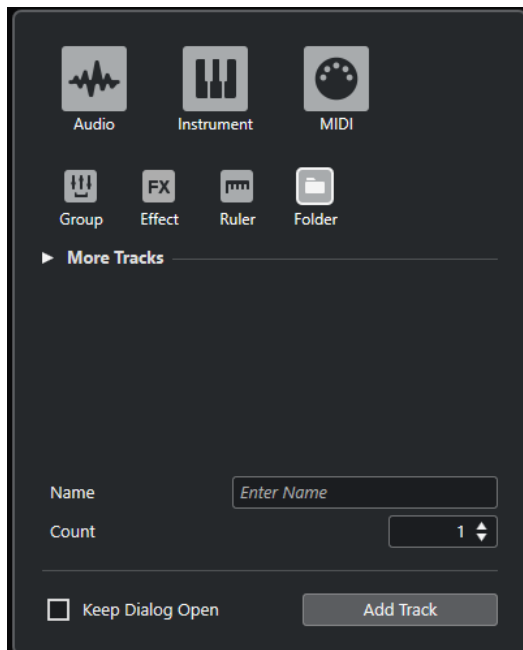 Audio Instrument MIDI
FX
Group Effect Ruler Folder
More Tracks
Name Enter Name
Count 1
Keep Dialog Open Add Track